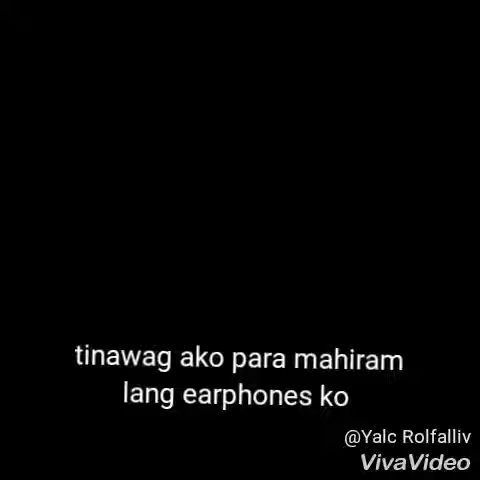 tinawag ako para mahiram
lang earphones ko
@Yalc Rolfalliv
VivaVideo